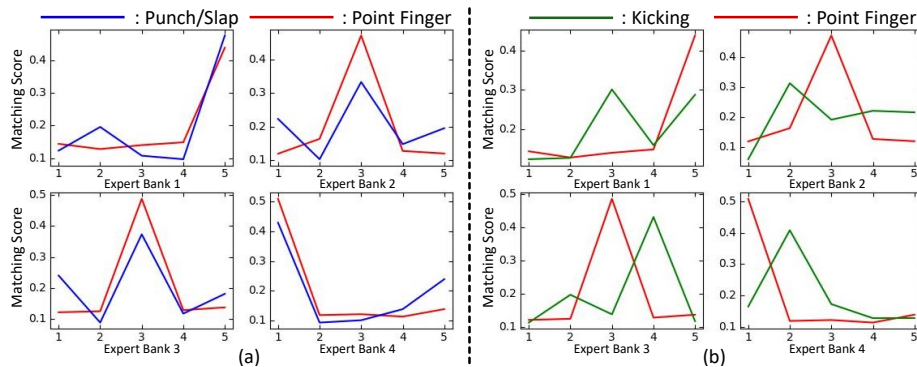 : Punch/Slap : Point Finger : Kicking : Point Finger
Matching Score
0.4
0.3
0.2
0.1
1 2 3 4 5
Expert Bank 1
0.4
0.3
0.2
0.1
1 2 3 4 5
Expert Bank 2
Matching Score
0.4
0.3
0.2
1 2 3 4 5
Expert Bank 1
0.4
0.3
0.2
0.1
1 2 3 4 5
Expert Bank 2
Matching Score
0.5
0.4
0.3
0.2
0.1
1 2 3 4 5
Expert Bank 3
0.5
0.4
0.3
0.2
0.1
1 2 3 4 5
Expert Bank 4
(a)
Matching Score
0.5
0.4
0.3
0.2
0.1
1 2 3 4 5
Expert Bank 3
0.5
0.4
0.3
0.2
0.1
1 2 3 4 5
Expert Bank 4
(b)